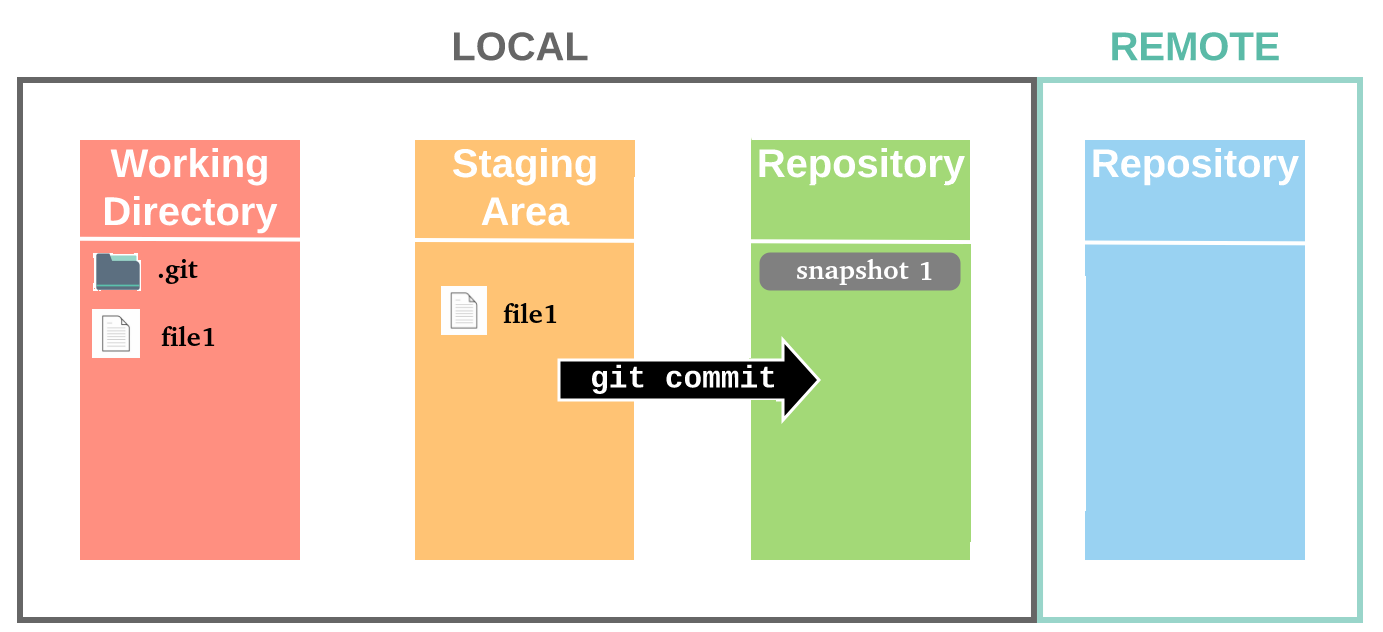 LOCAL
REMOTE
Working
Directory
.git
file1
Staging
Area
file1
git commit
Repository
snapshot 1
Repository